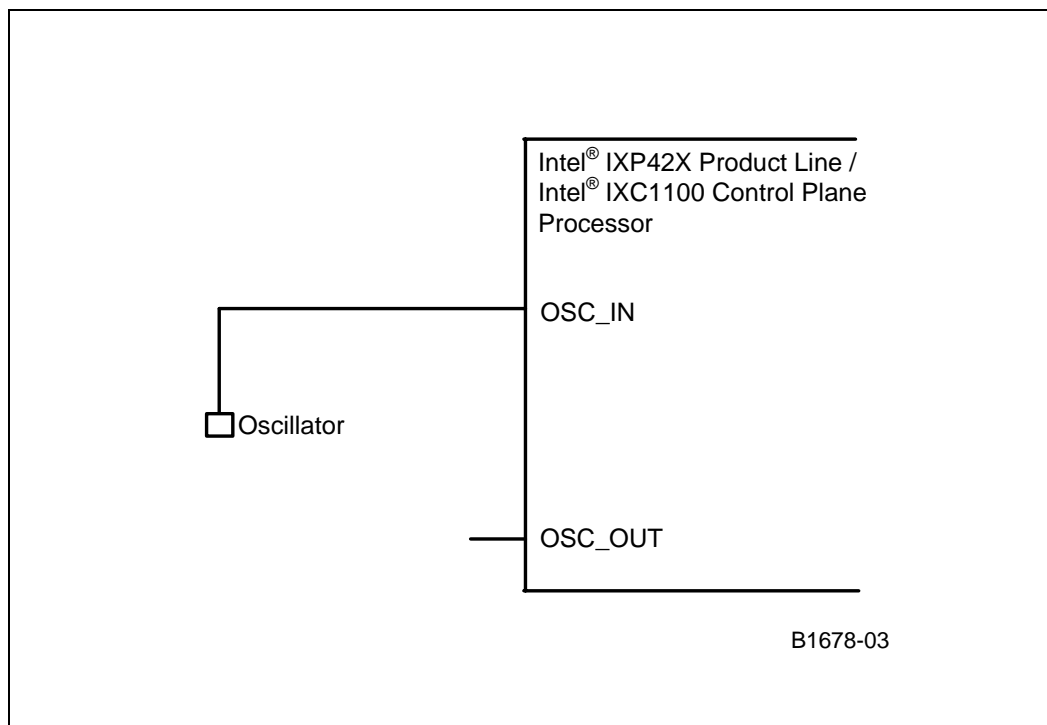 Intel® IXP42X Product Line /
Intel® IXC1100 Control Plane
Processor
OSC_IN
Oscillator
OSC_OUT
B1678-03